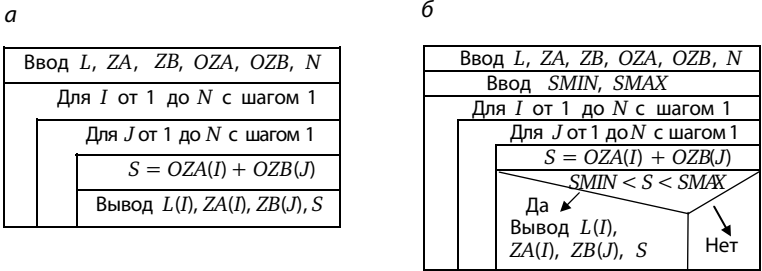 а
Ввод L, ZA, ZB, OZA, OZB, N
Для I от 1 до N с шагом 1
Для J от 1 до N с шагом 1
S = OZA(I) + OZB(J)
Вывод L(I), ZA(I), ZB(J), S
б
Ввод L, ZA, ZB, OZA, OZB, N
Ввод SMIN, SMAX
Для I от 1 до N с шагом 1
Для J от 1 до N с шагом 1
S = OZA(I) + OZB(J)
SMIN < S < SMAX
Да
Вывод L(I),
ZA(I), ZB(J), S
Нет